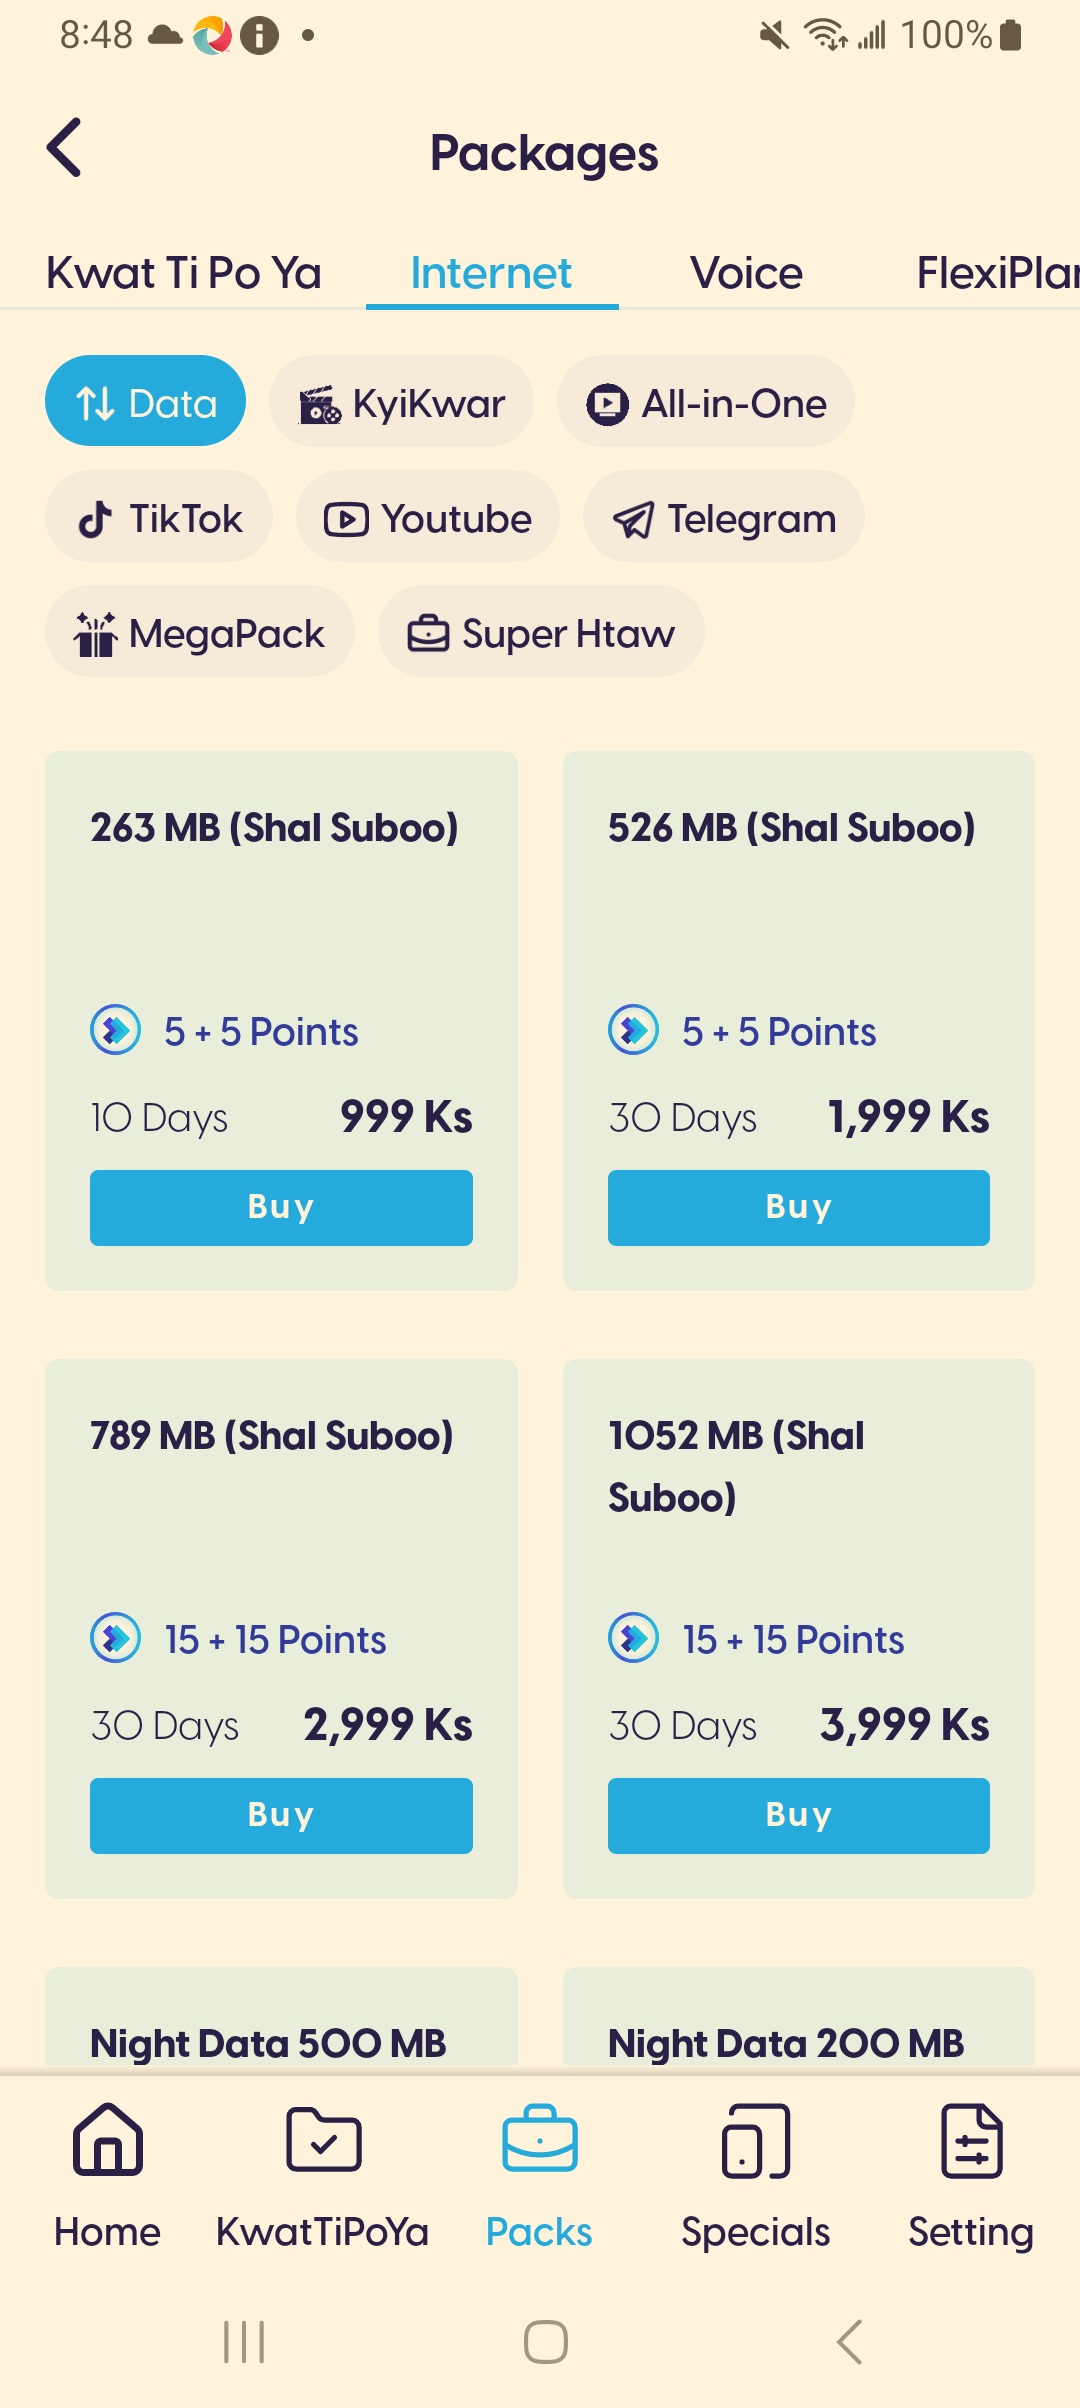 8:48 100%
Packages
Kwat Ti Po Ya Internet Voice FlexiPlan
Data KyiKwar All-in-One
TikTok Youtube Telegram
MegaPack Super Htaw
263 MB (Shal Suboo)
5 + 5 Points
10 Days 999 Ks
Buy
526 MB (Shal Suboo)
5 + 5 Points
30 Days 1,999 Ks
Buy
789 MB (Shal Suboo)
15 + 15 Points
30 Days 2,999 Ks
Buy
1052 MB (Shal
Suboo)
15 + 15 Points
30 Days 3,999 Ks
Buy
Night Data 500 MB
Night Data 200 MB
Home KwatTiPoYa Packs Specials Setting